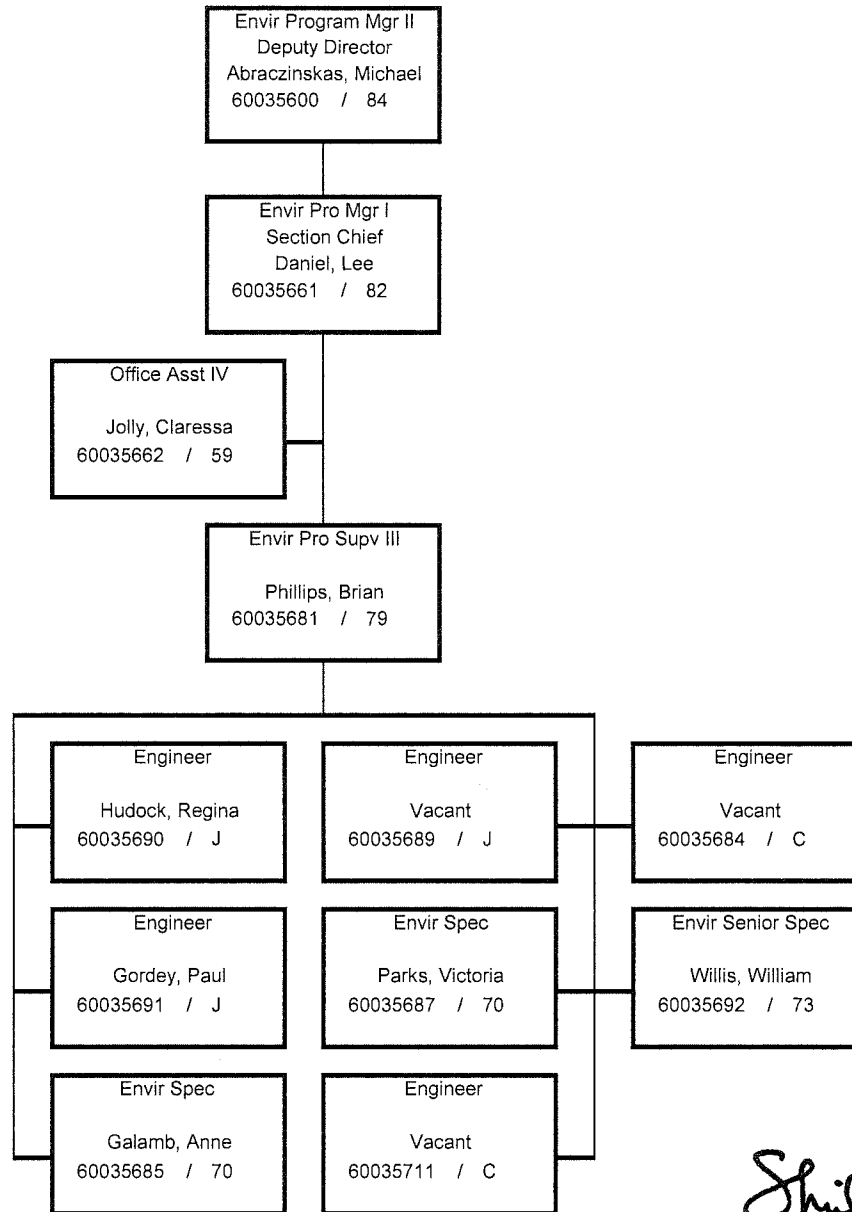 Envir Program Mgr II
Deputy Director
Abraczinskas, Michael
60035600 / 84
Envir Pro Mgr I
Section Chief
Daniel, Lee
60035661 / 82
Office Asst IV
Jolly, Claressa
60035662 / 59
Envir Pro Supv III
Phillips, Brian
60035681 / 79
Engineer
Hudock, Regina
60035690 / J
Engineer
Vacant
60035689 / J
Engineer
Vacant
60035684 / C
Engineer
Gordey, Paul
60035691 / J
Envir Spec
Parks, Victoria
60035687 / 70
Envir Senior Spec
Willis, William
60035692 / 73
Envir Spec
Galamb, Anne
60035685 / 70
Engineer
Vacant
60035711 / C